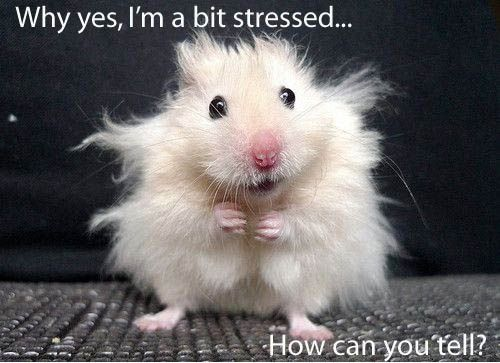 Why yes, I'm a bit stressed...
How can you tell?